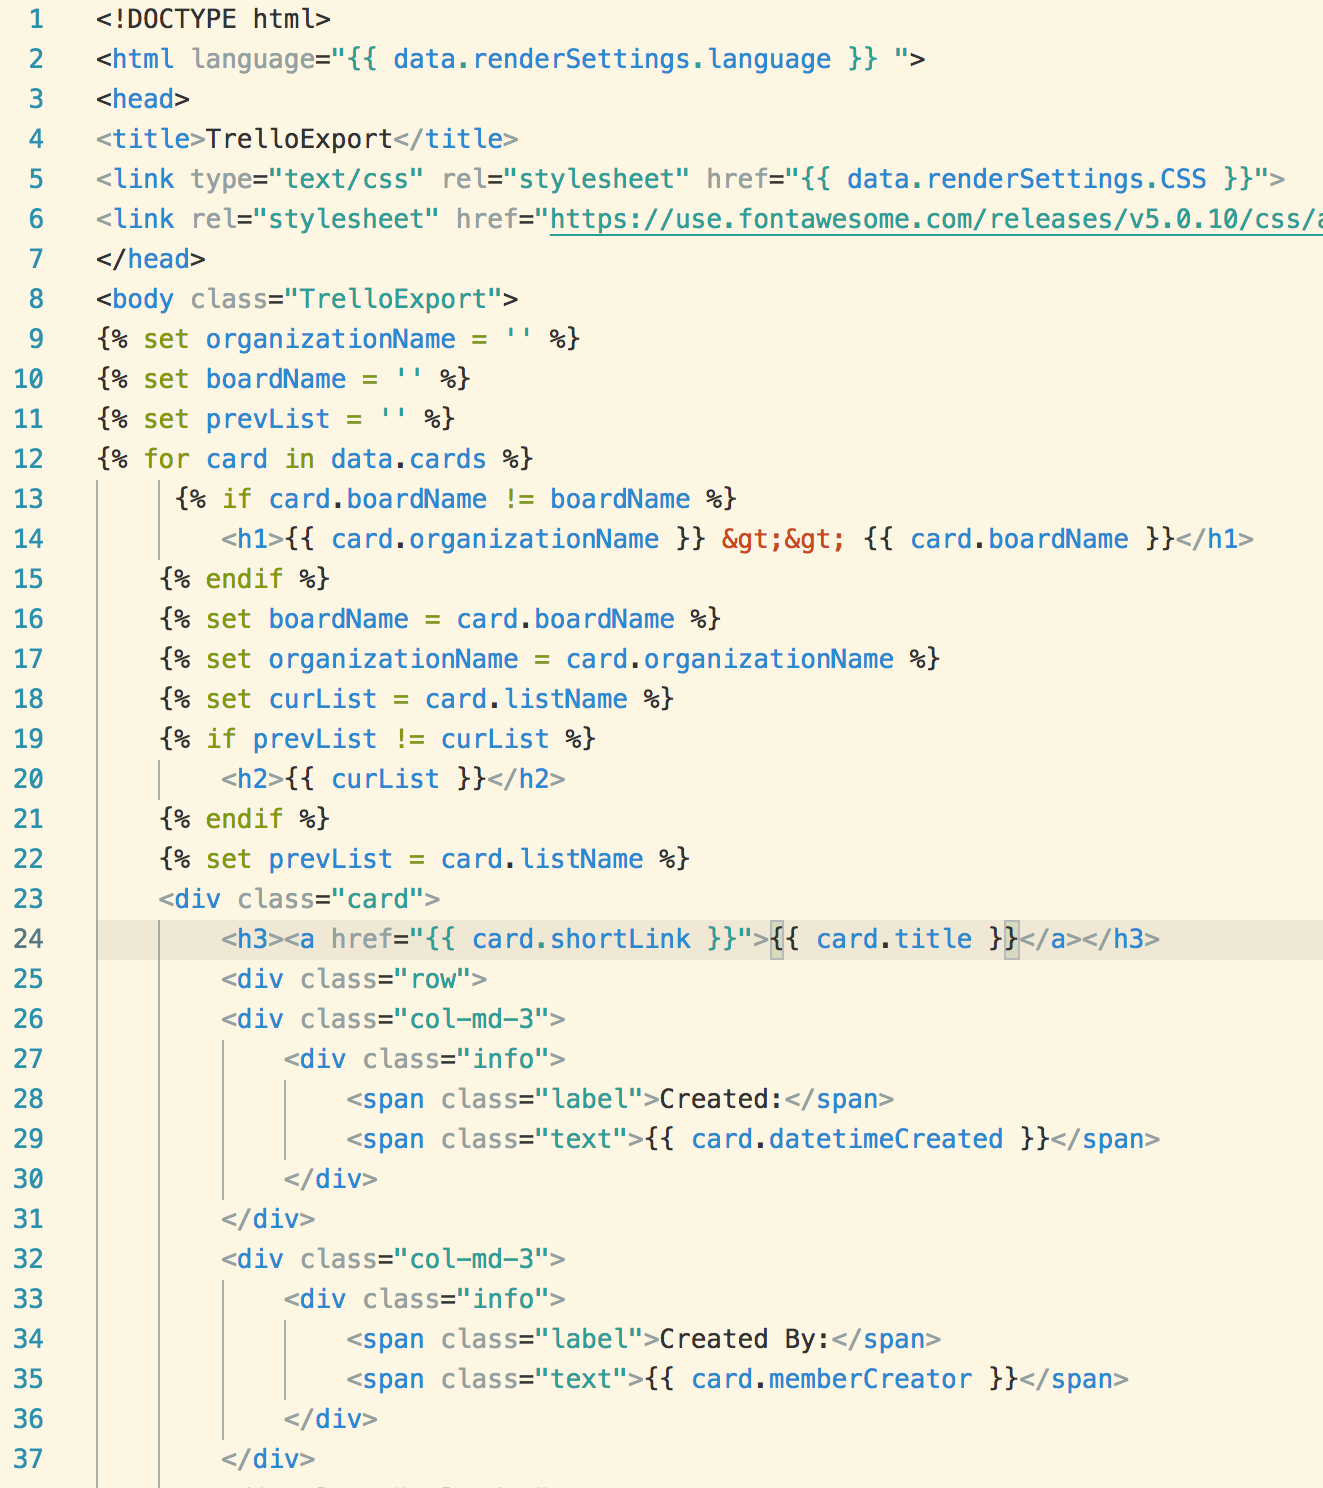 1 <!DOCTYPE html>
2 <html language="{{ data.renderSettings.language }} ">
3 <head>
4 <title>TrelloExport</title>
5 <link type="text/css" rel="stylesheet" href="{{ data.renderSettings.CSS }}">
6 <link rel="stylesheet" href="https://use.fontawesome.com/releases/v5.0.10/css/a
7 </head>
8 <body class="TrelloExport">
9 {% set organizationName = '' %}
10 {% set boardName = '' %}
11 {% set prevList = '' %}
12 {% for card in data.cards %}
13 {% if card.boardName != boardName %}
14 <h1>{{ card.organizationName }} &gt;&gt; {{ card.boardName }}</h1>
15 {% endif %}
16 {% set boardName = card.boardName %}
17 {% set organizationName = card.organizationName %}
18 {% set curList = card.listName %}
19 {% if prevList != curList %}
20 <h2>{{ curList }}</h2>
21 {% endif %}
22 {% set prevList = card.listName %}
23 <div class="card">
24 <h3><a href="{{ card.shortLink }}">{{ card.title }}</a></h3>
25 <div class="row">
26 <div class="col-md-3">
27 <div class="info">
28 <span class="label">Created:</span>
29 <span class="text">{{ card.datetimeCreated }}</span>
30 </div>
31 </div>
32 <div class="col-md-3">
33 <div class="info">
34 <span class="label">Created By:</span>
35 <span class="text">{{ card.memberCreator }}</span>
36 </div>
37 </div>